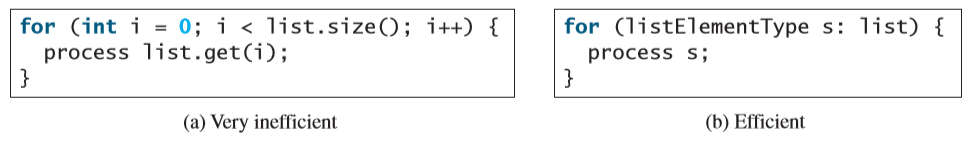 for (int i = 0; i < list.size(); i++) {
  process list.get(i);
}
(a) Very inefficient
for (listElementType s: list) {
  process s;
}
(b) Efficient